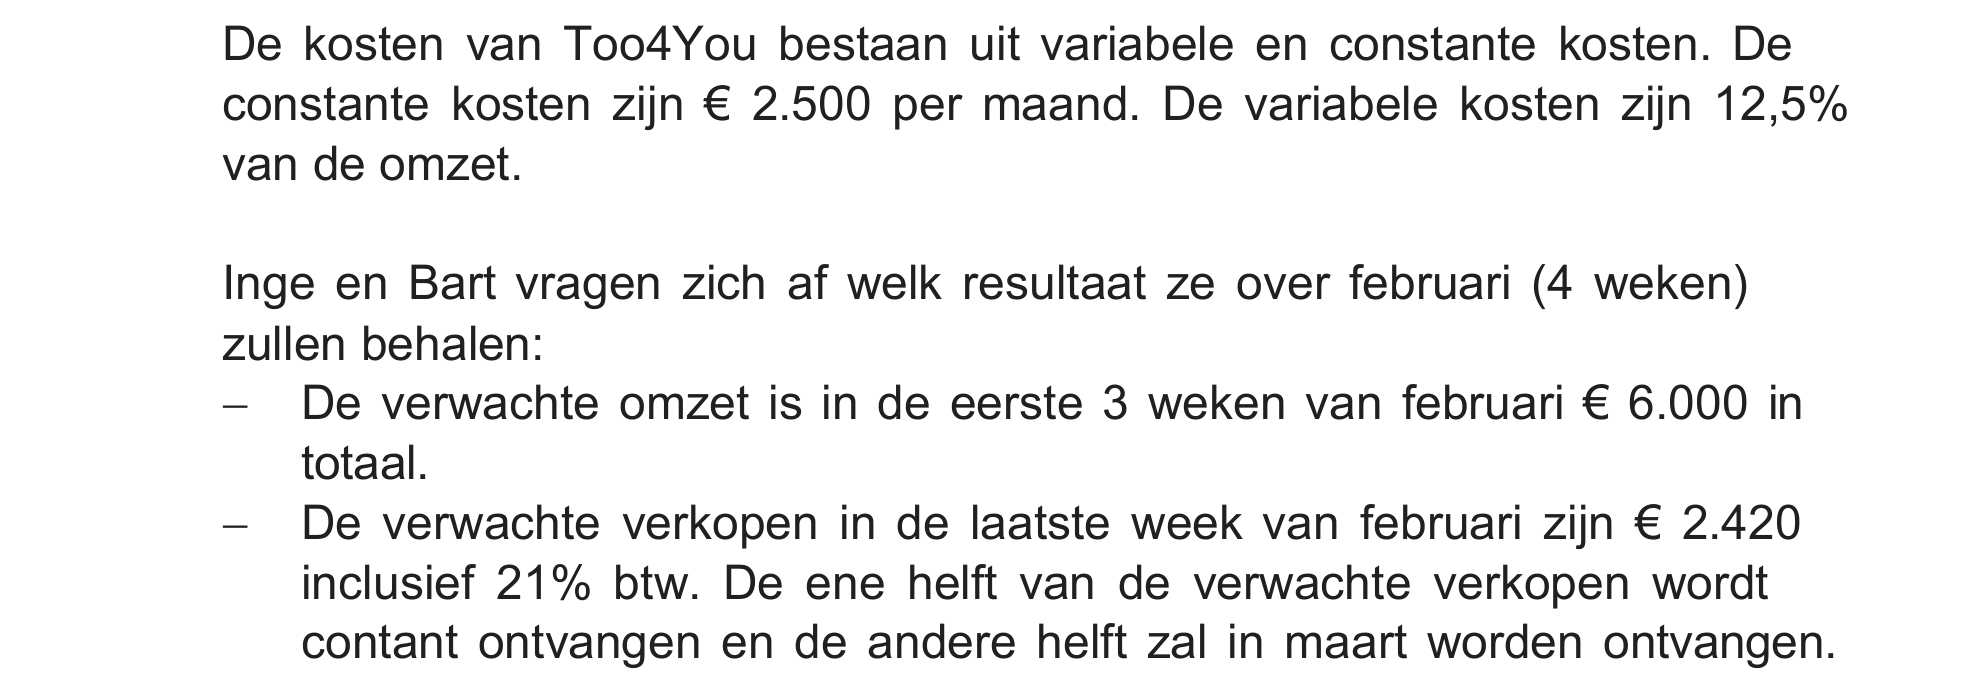 De kosten van Too4You bestaan uit variabele en constante kosten. De
constante kosten zijn € 2.500 per maand. De variabele kosten zijn 12,5%
van de omzet.
Inge en Bart vragen zich af welk resultaat ze over februari (4 weken)
zullen behalen:
– De verwachte omzet is in de eerste 3 weken van februari € 6.000 in
totaal.
– De verwachte verkopen in de laatste week van februari zijn € 2.420
inclusief 21% btw. De ene helft van de verwachte verkopen wordt
contant ontvangen en de andere helft zal in maart worden ontvangen.